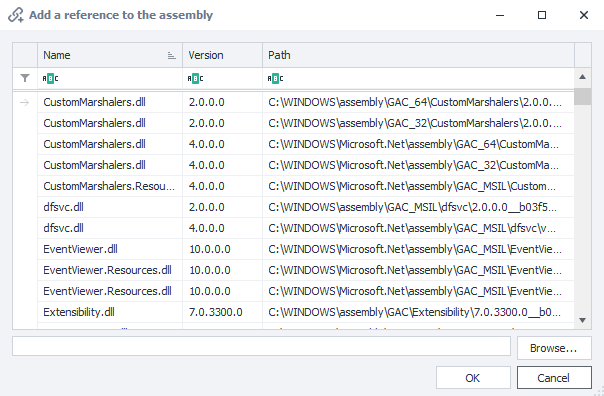 Add a reference to the assembly
Name Version Path
ABC ABC ABC
CustomMarshalers.dll 2.0.0.0 C:\WINDOWS\assembly\GAC_64\CustomMarshalers\2.0.0....
CustomMarshalers.dll 2.0.0.0 C:\WINDOWS\assembly\GAC_32\CustomMarshalers\2.0.0....
CustomMarshalers.dll 4.0.0.0 C:\WINDOWS\Microsoft.Net\assembly\GAC_64\CustomMa...
CustomMarshalers.dll 4.0.0.0 C:\WINDOWS\Microsoft.Net\assembly\GAC_32\CustomMa...
CustomMarshalers.Resou... 4.0.0.0 C:\WINDOWS\Microsoft.Net\assembly\GAC_MSIL\Custom...
dfsvc.dll 2.0.0.0 C:\WINDOWS\assembly\GAC_MSIL\dfsvc\2.0.0.0__b03f5...
dfsvc.dll 4.0.0.0 C:\WINDOWS\Microsoft.Net\assembly\GAC_MSIL\dfsvc\v...
EventViewer.dll 10.0.0.0 C:\WINDOWS\Microsoft.Net\assembly\GAC_MSIL\EventVie...
EventViewer.Resources.dll 10.0.0.0 C:\WINDOWS\Microsoft.Net\assembly\GAC_MSIL\EventVie...
EventViewer.Resources.dll 10.0.0.0 C:\WINDOWS\Microsoft.Net\assembly\GAC_MSIL\EventVie...
Extensibility.dll 7.0.3300.0 C:\WINDOWS\assembly\GAC\Extensibility\7.0.3300.0__b0...
Browse...
OK Cancel